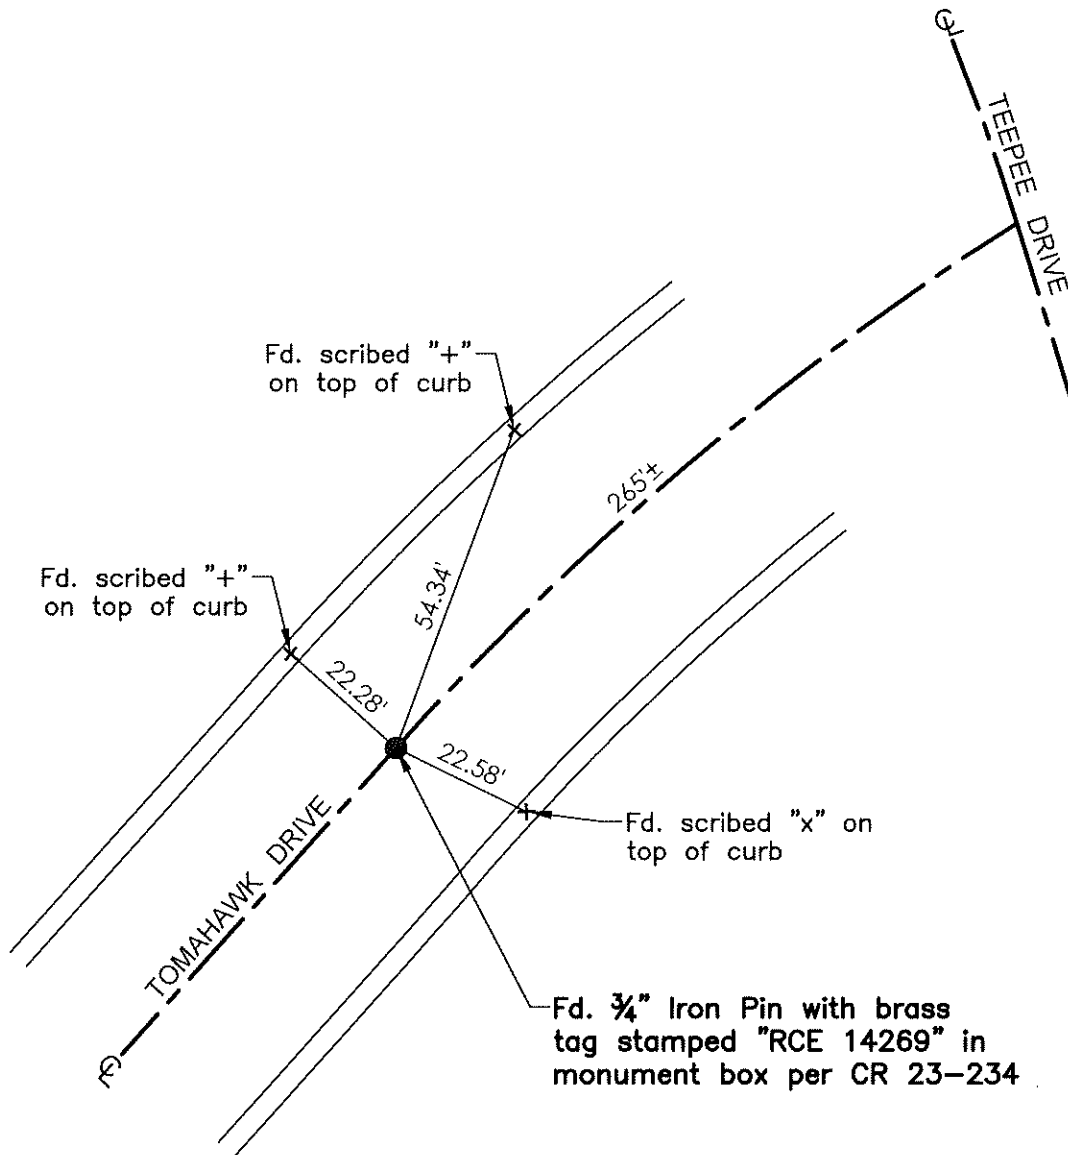 ℄
TEEPEE DRIVE
Fd. scribed "+"
on top of curb
265'±
Fd. scribed "+"
on top of curb
54.34'
22.28'
22.58'
Fd. scribed "x" on
top of curb
TOMAHAWK DRIVE
Fd. ¾" Iron Pin with brass
tag stamped "RCE 14269" in
monument box per CR 23-234
℄